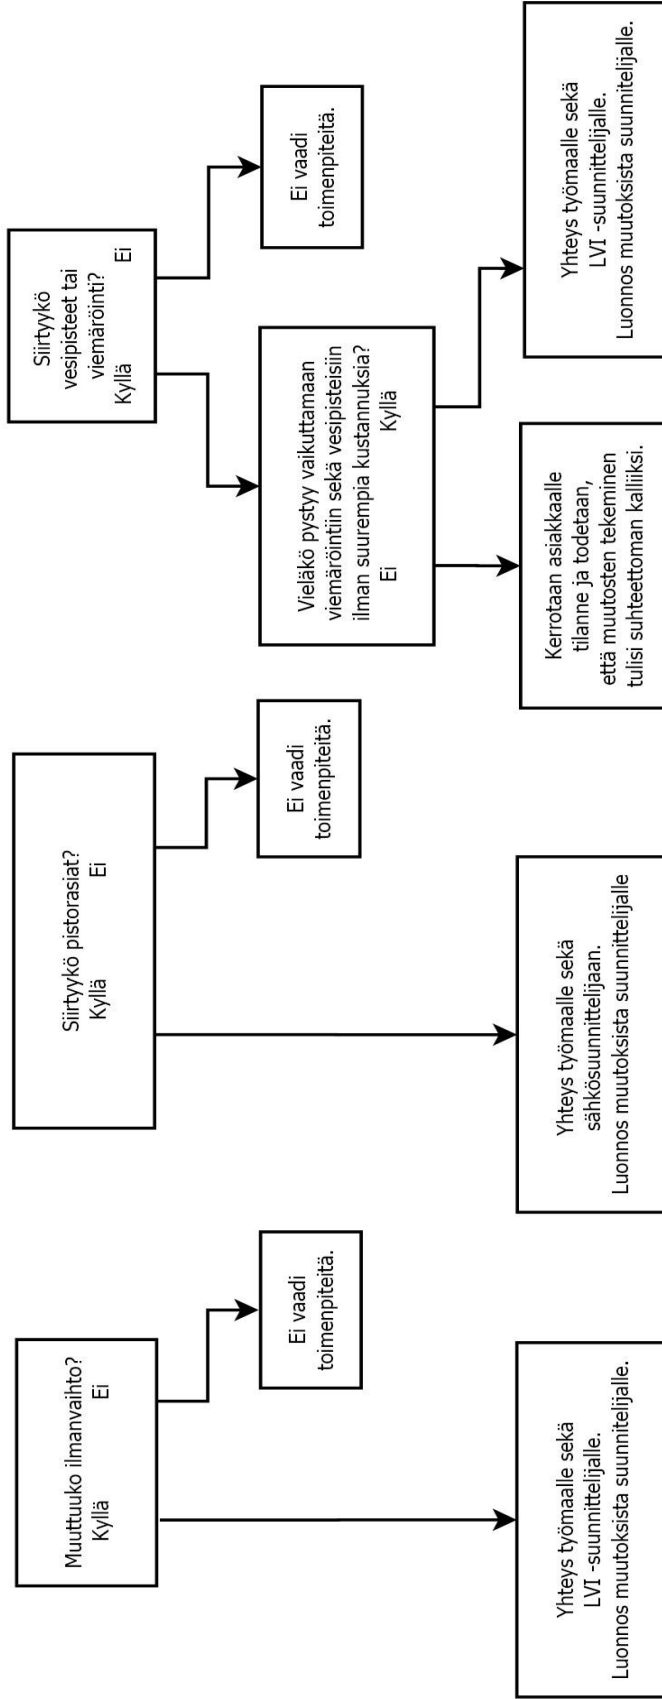 Muuttuuko ilmanvaihto?
Kyllä Ei
Ei vaadi
toimenpiteitä.
Yhteys työmaalle sekä
LVI -suunnittelijalle.
Luonnos muutoksista suunnitelijalle.
Siirtyykö pistorasiat?
Kyllä Ei
Ei vaadi
toimenpiteitä.
Yhteys työmaalle sekä
sähkösuunnittelijaan.
Luonnos muutoksista suunnittelijalle
Siirtyykö
vesipisteet tai
viemäröinti?
Kyllä Ei
Ei vaadi
toimenpiteitä.
Vieläkö pystyy vaikuttamaan
viemäröintiin sekä vesipisteisiin
ilman suurempia kustannuksia?
Ei Kyllä
Kerrotaan asiakkaalle
tilanne ja todetaan,
että muutosten tekeminen
tulisi suhteettoman kalliiksi.
Yhteys työmaalle sekä
LVI -suunnittelijalle.
Luonnos muutoksista suunnitelijalle.